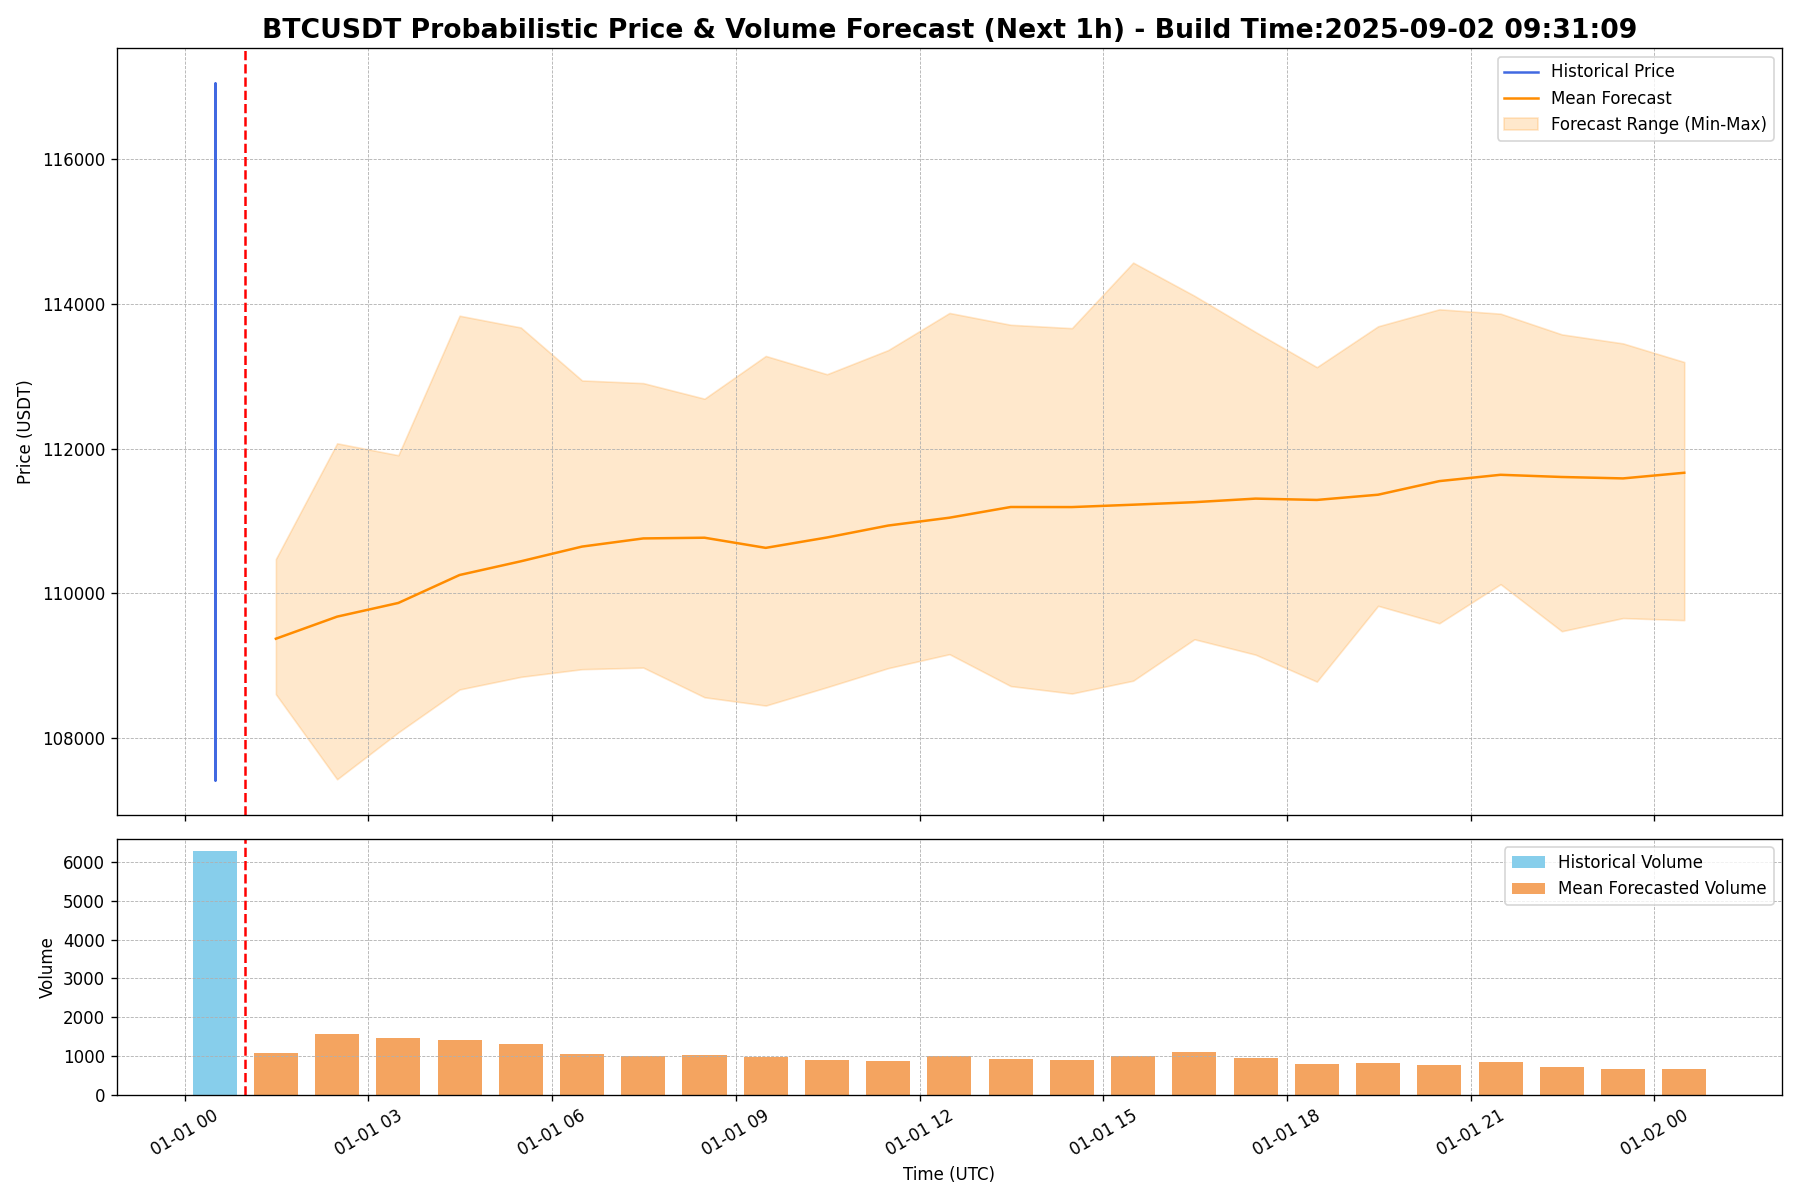 BTCUSDT Probabilistic Price & Volume Forecast (Next 1h) - Build Time:2025-09-02 09:31:09
Historical Price
Mean Forecast
Forecast Range (Min-Max)
Price (USDT)
116000
114000
112000
110000
108000
Historical Volume
Mean Forecasted Volume
Volume
6000
5000
4000
3000
2000
1000
0
01-01 00
01-01 03
01-01 06
01-01 09
01-01 12
01-01 15
01-01 18
01-01 21
01-02 00
Time (UTC)